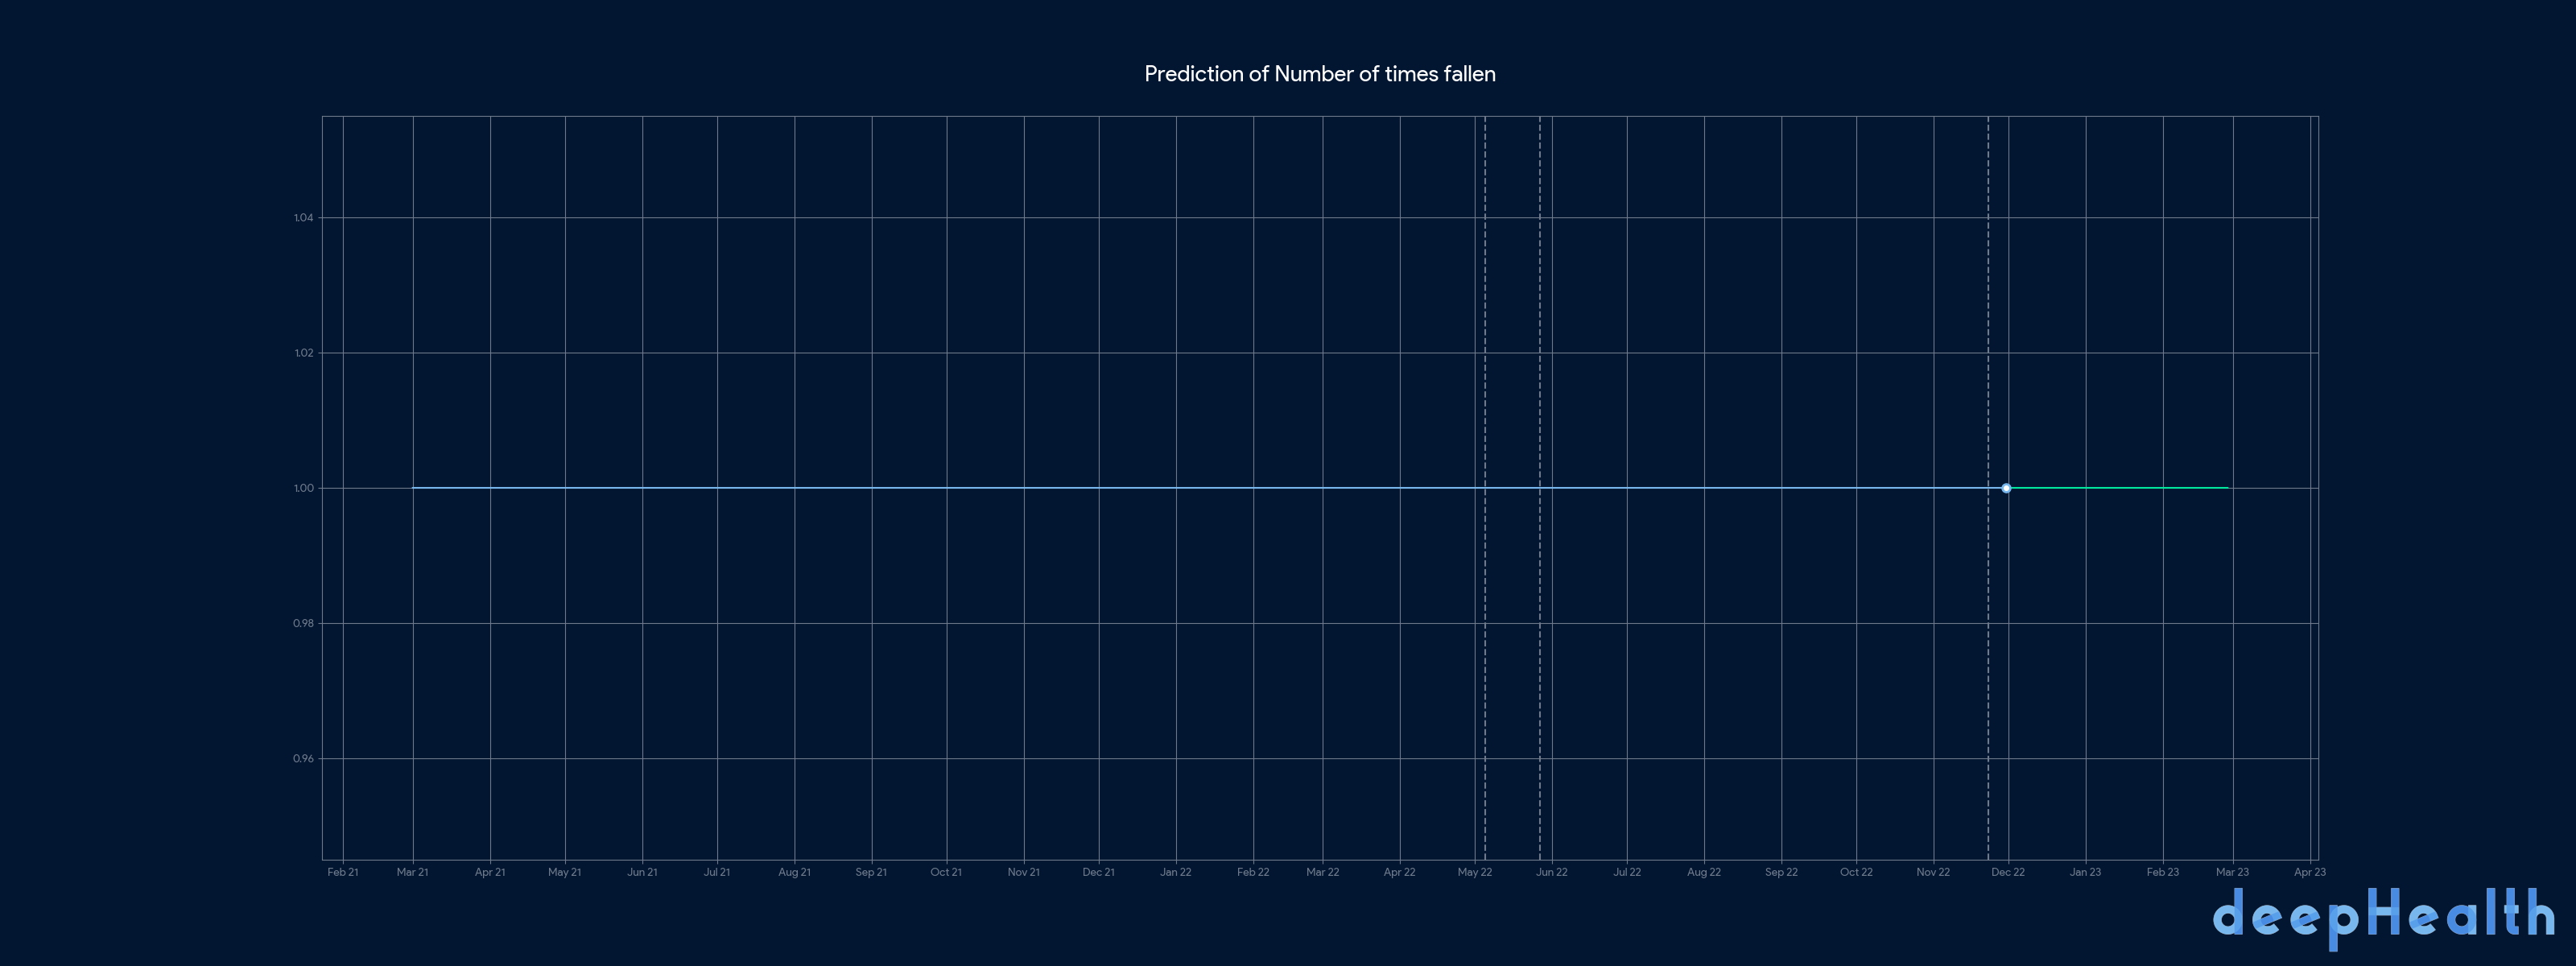 Prediction of Number of times fallen
1.04
1.02
1.00
0.98
0.96
Feb 21 Mar 21 Apr 21 May 21 Jun 21 Jul 21 Aug 21 Sep 21 Oct 21 Nov 21 Dec 21 Jan 22 Feb 22 Mar 22 Apr 22 May 22 Jun 22 Jul 22 Aug 22 Sep 22 Oct 22 Nov 22 Dec 22 Jan 23 Feb 23 Mar 23 Apr 23
deepHealth